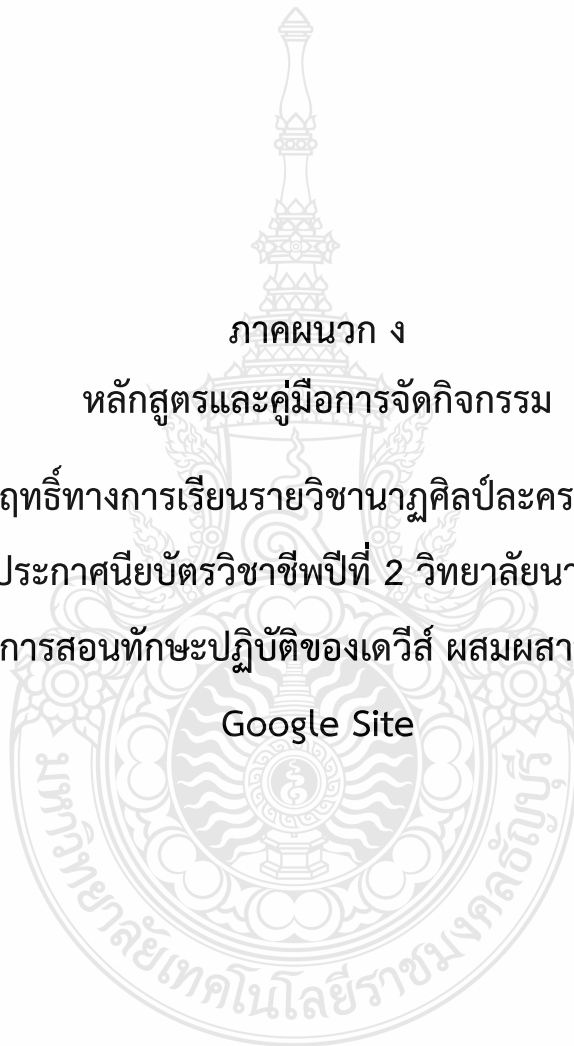 ภาคผนวก ง
หลักสูตรและคู่มือการจัดกิจกรรม
ฤทธิ์ทางการเรียนรายวิชานาฏศิลป์ละคร
ประกาศนียบัตรวิชาชีพปีที่ 2 วิทยาลัยนา
การสอนทักษะปฏิบัติของเดวีส์ ผสมผสา
Google Site
มหาวิทยาลัยเทคโนโลยีราชมงคลธัญบุรี